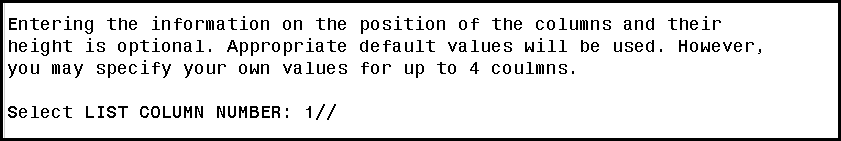 Entering the information on the position of the columns and their
height is optional. Appropriate default values will be used. However,
you may specify your own values for up to 4 coulmns.
Select LIST COLUMN NUMBER: 1//